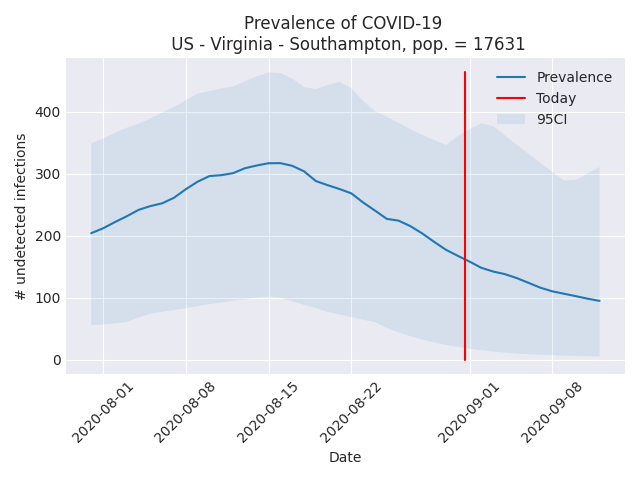 Prevalence of COVID-19
US - Virginia - Southampton, pop. = 17631
Prevalence
Today
95CI
400
300
200
100
0
# undetected infections
2020-08-01
2020-08-08
2020-08-15
2020-08-22
2020-09-01
2020-09-08
Date